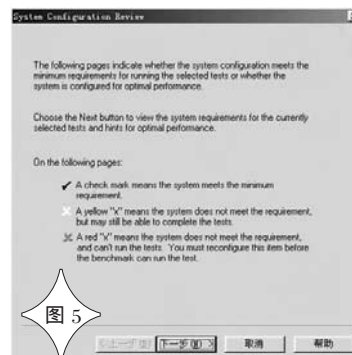 System Configuration Review
The following pages indicate whether the system configuration meets the
minimum requirements for running the selected tests or whether the
system is configured for optimal performance.
Choose the Next button to view the system requirements for the currently
selected tests and hints for optimal performance.
On the following pages:
A check mark means the system meets the minimum
requirement.
A yellow "x" means the system does not meet the requirement,
but may still be able to complete the tests.
A red "x" means the system does not meet the requirement,
and can't run the tests. You must reconfigure this item before
the benchmark can run the test.
图 5
<上一步(B) 下一步(N) > 取消 帮助